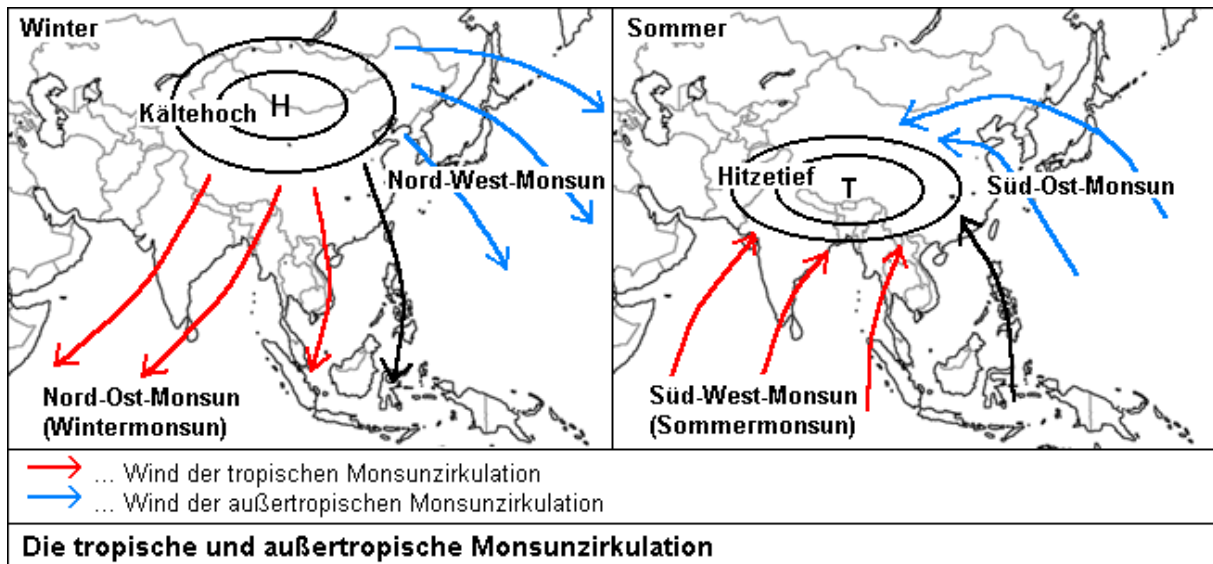 Winter
H
Kältehoch
Nord-West-Monsun
Nord-Ost-Monsun
(Wintermonsun)
Sommer
Hitzetief
T
Süd-Ost-Monsun
Süd-West-Monsun
(Sommermonsun)
... Wind der tropischen Monsunzirkulation
... Wind der außertropischen Monsunzirkulation
Die tropische und außertropische Monsunzirkulation